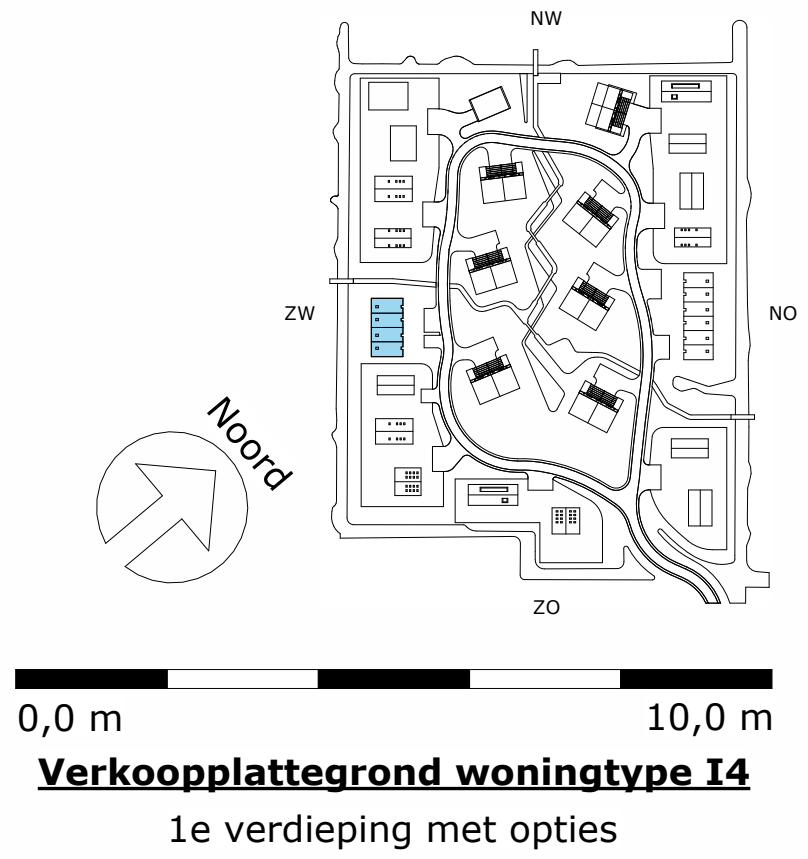 NW
ZW
NO
Noord
ZO
0,0 m
10,0 m
Verkoopplattegrond woningtype I4
1e verdieping met opties